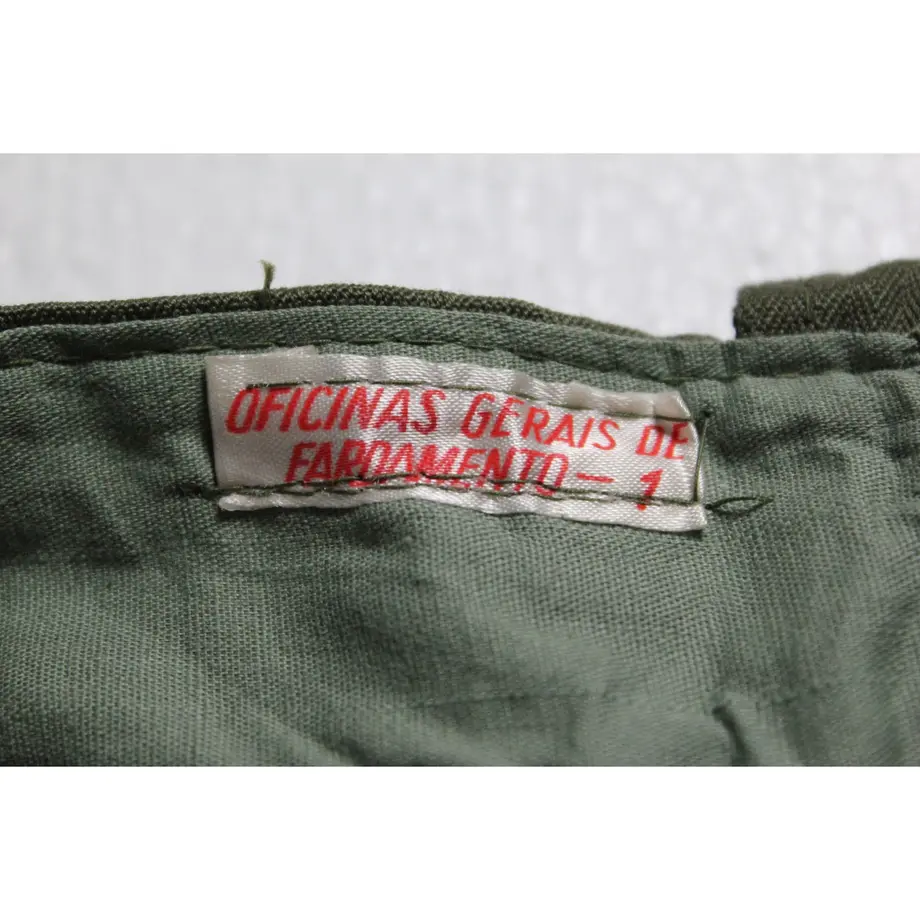 OFICINAS GERAIS DE
FARDAMENTO — 1